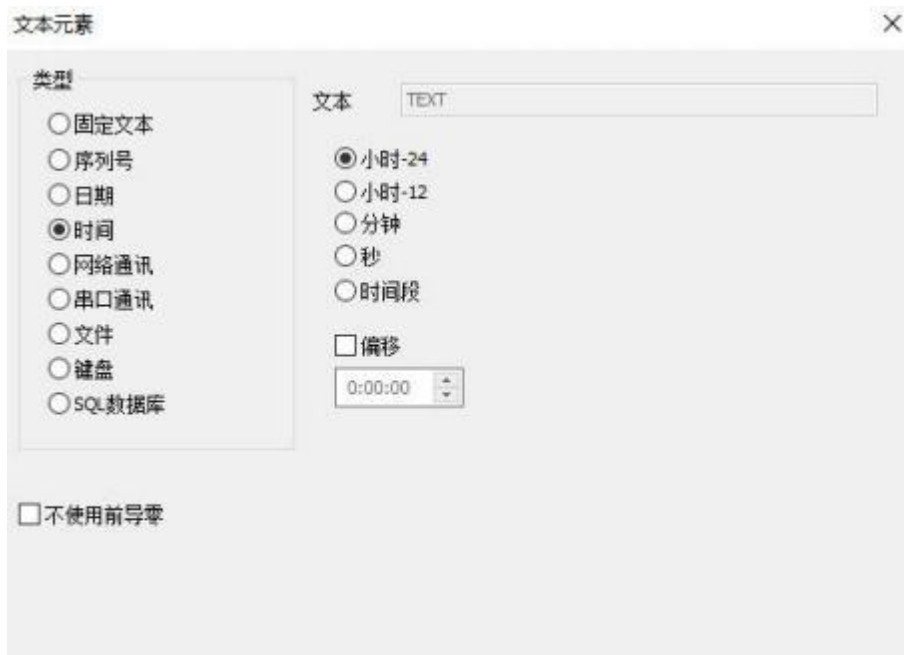 文本元素
类型
固定文本
序列号
日期
时间
网络通讯
串口通讯
文件
键盘
SQL数据库
文本
TEXT
小时-24
小时-12
分钟
秒
时间段
偏移
0:00:00
不使用前导零